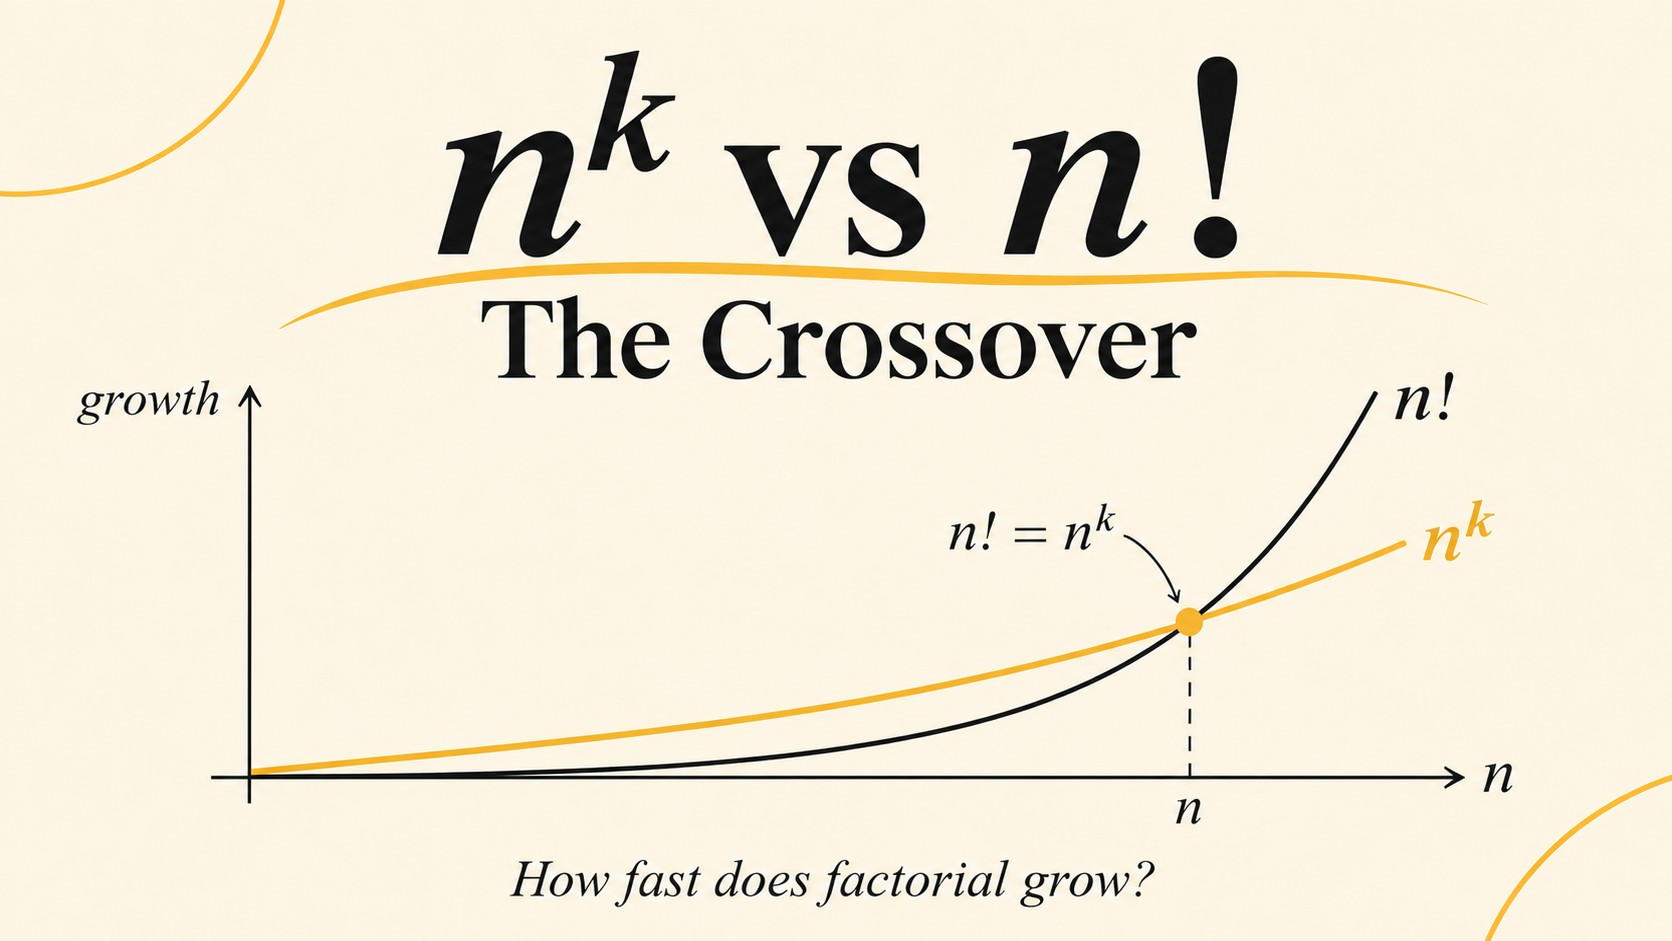 n^k vs n!
The Crossover
growth
n!
n! = n^k
n^k
n
n
How fast does factorial grow?